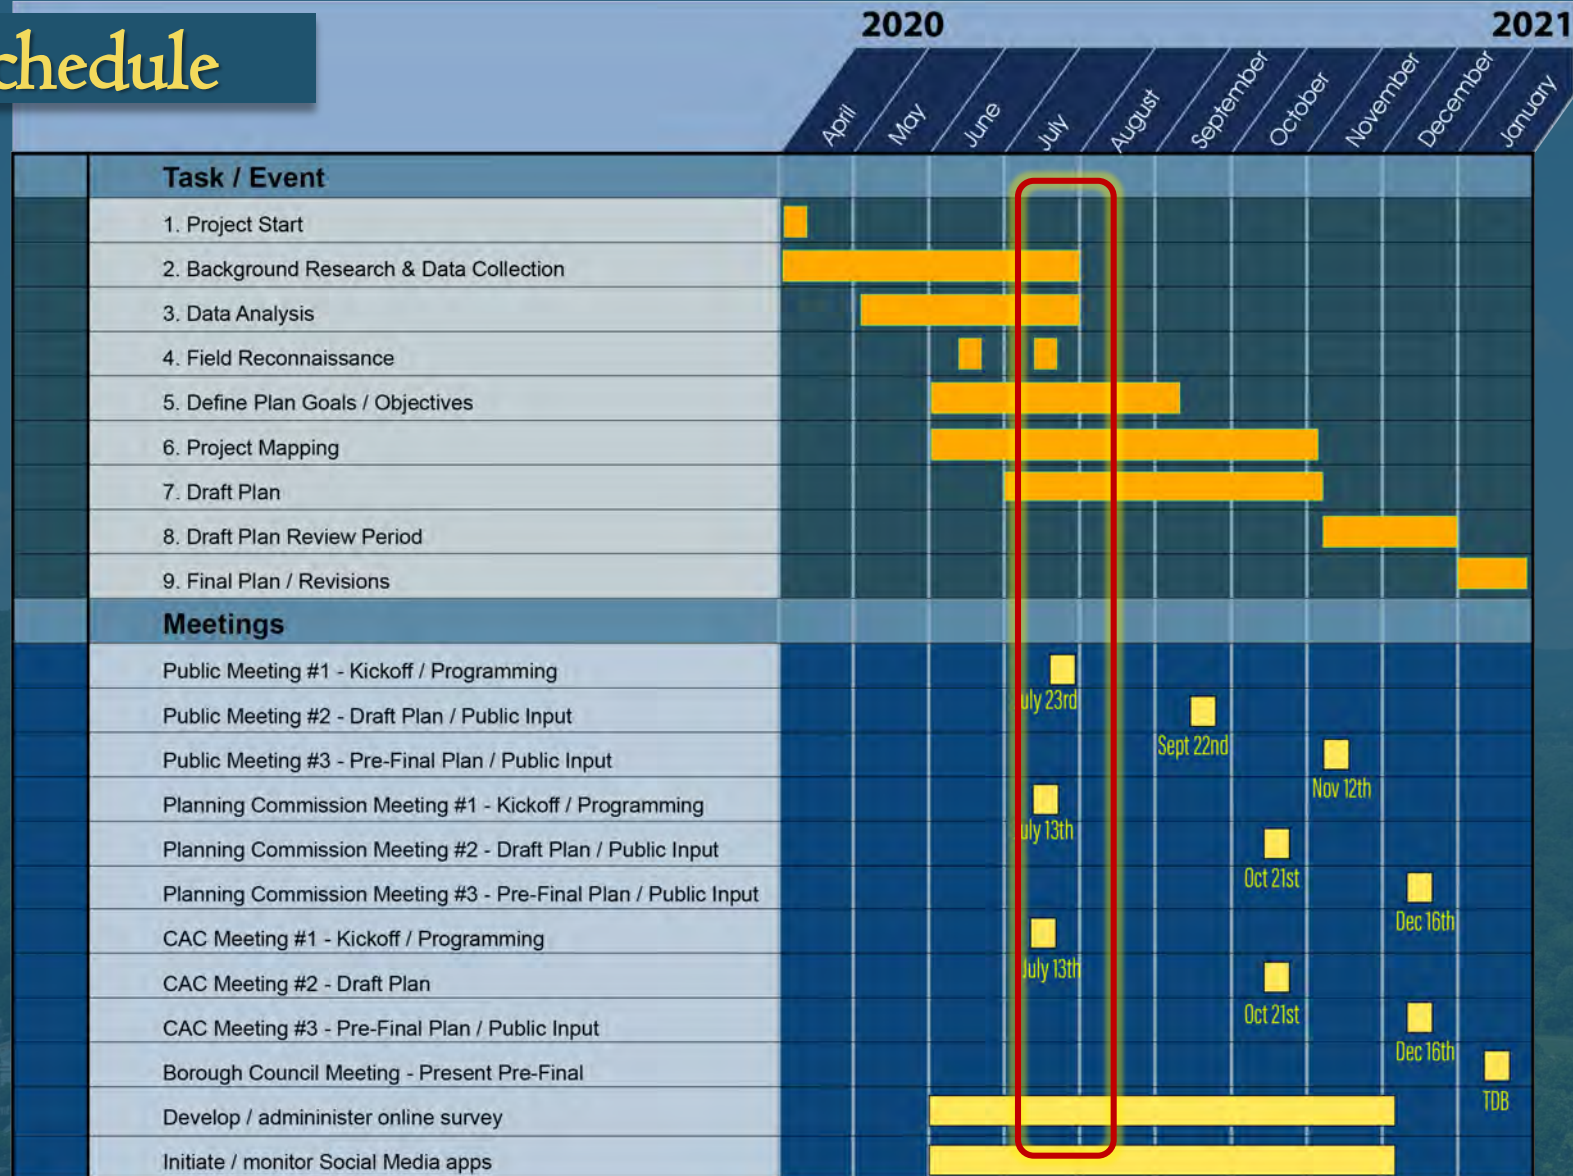 chedule
2020
2021
April
May
June
July
August
September
October
November
December
January
Task / Event
1. Project Start
2. Background Research & Data Collection
3. Data Analysis
4. Field Reconnaissance
5. Define Plan Goals / Objectives
6. Project Mapping
7. Draft Plan
8. Draft Plan Review Period
9. Final Plan / Revisions
Meetings
Public Meeting #1 - Kickoff / Programming
uly 23rd
Public Meeting #2 - Draft Plan / Public Input
Sept 22nd
Public Meeting #3 - Pre-Final Plan / Public Input
Nov 12th
Planning Commission Meeting #1 - Kickoff / Programming
uly 13th
Planning Commission Meeting #2 - Draft Plan / Public Input
Oct 21st
Planning Commission Meeting #3 - Pre-Final Plan / Public Input
Dec 16th
CAC Meeting #1 - Kickoff / Programming
July 13th
CAC Meeting #2 - Draft Plan
Oct 21st
CAC Meeting #3 - Pre-Final Plan / Public Input
Dec 16th
Borough Council Meeting - Present Pre-Final
TDB
Develop / admininister online survey
Initiate / monitor Social Media apps